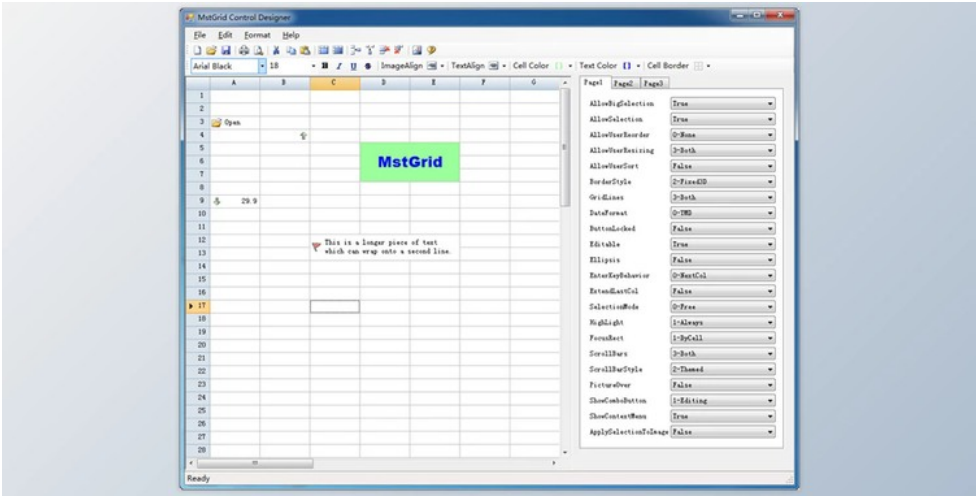 MstGrid Control Designer
File Edit Format Help
Arial Black 18 B I U S ImageAlign TextAlign Cell Color Text Color Cell Border
A B C D E F G
Page1 Page2 Page3
1
2
3 Open
4
5
6 MstGrid
7
8
9 29.9
10
11
12 This is a longer piece of text
13 which can wrap onto a second line.
14
15
16
17
18
19
20
21
22
23
24
25
26
27
28
AllowBigSelection True
AllowSelection True
AllowUserReorder 0-None
AllowUserResizing 3-Both
AllowUserSort False
BorderStyle 2-Fixed3D
GridLines 3-Both
DataFormat 0-YMD
ButtonLocked False
Editable True
Ellipsis False
EnterKeyBehavior 0-NextCol
ExtendLastCol False
SelectionMode 0-Free
HighLight 1-Always
FocusRect 1-ByCell
ScrollBars 3-Both
ScrollBarStyle 2-Themed
PictureOver False
ShowComboButton 1-Editing
ShowContextMenu True
ApplySelectionToImage False
Ready